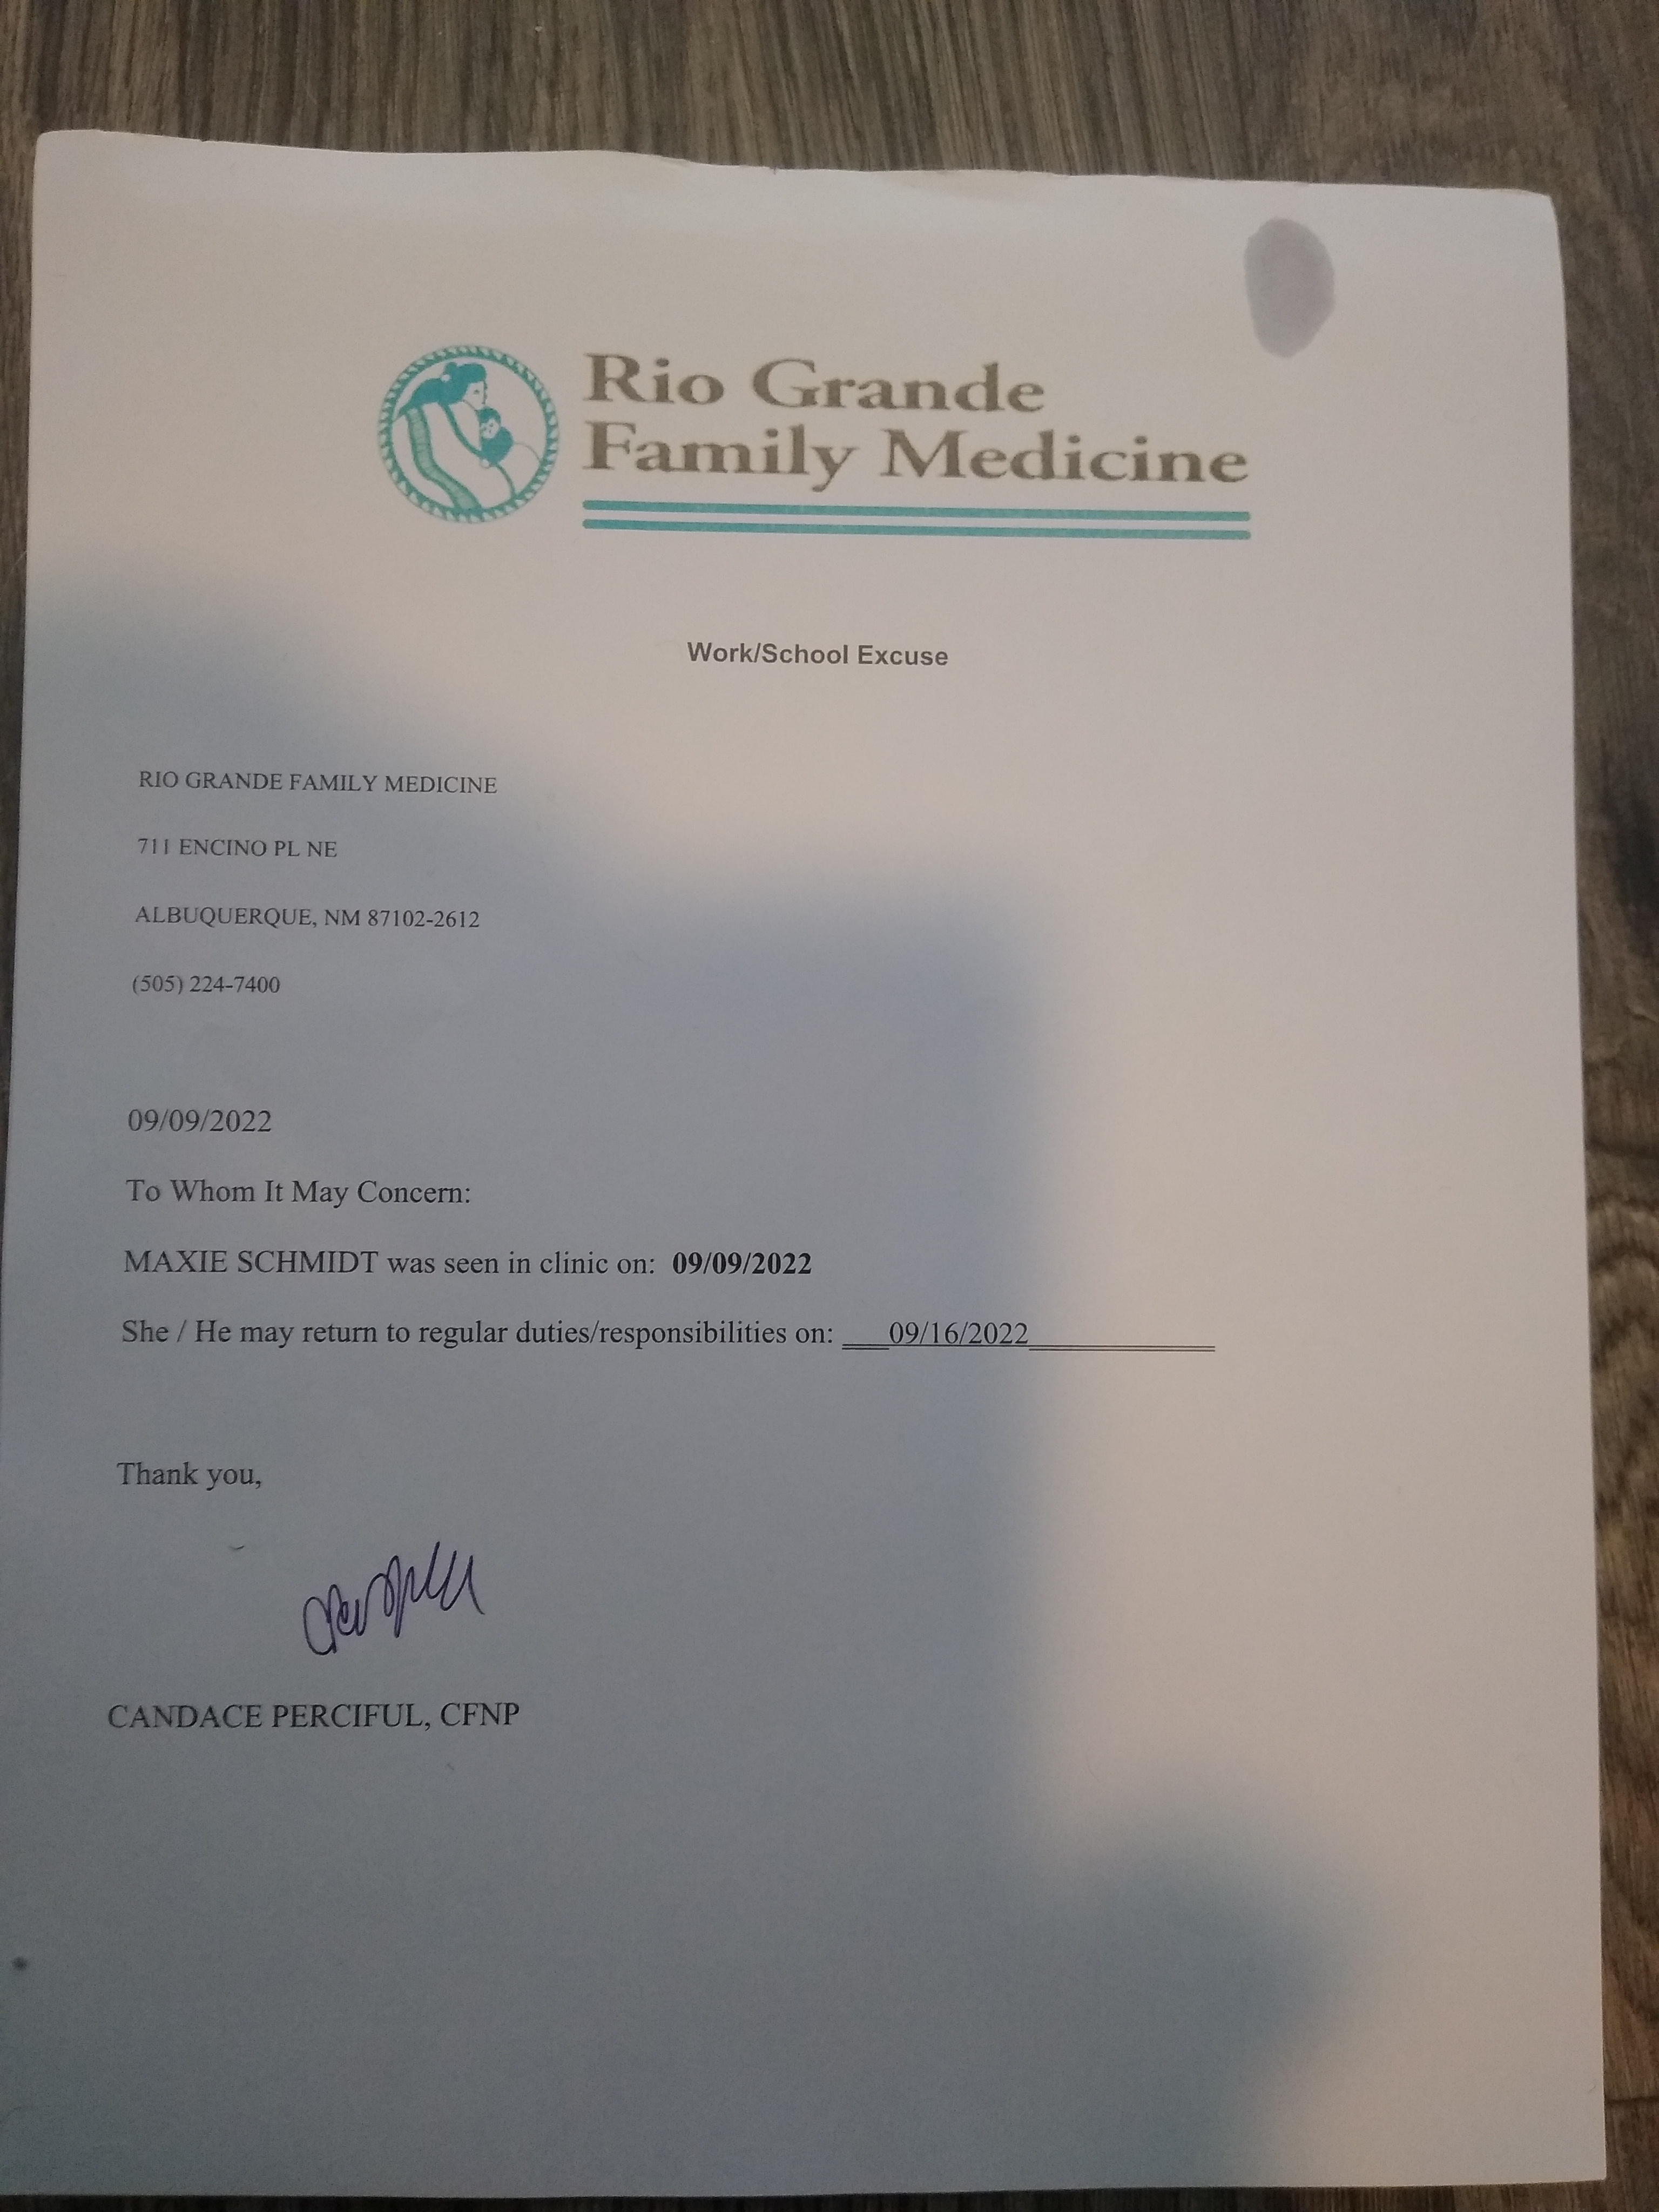 Rio Grande
Family Medicine
Work/School Excuse
RIO GRANDE FAMILY MEDICINE
711 ENCINO PL NE
ALBUQUERQUE, NM 87102-2612
(505) 224-7400
09/09/2022
To Whom It May Concern:
MAXIE SCHMIDT was seen in clinic on: 09/09/2022
She / He may return to regular duties/responsibilities on: ___09/16/2022____________
Thank you,
CANDACE PERCIFUL, CFNP